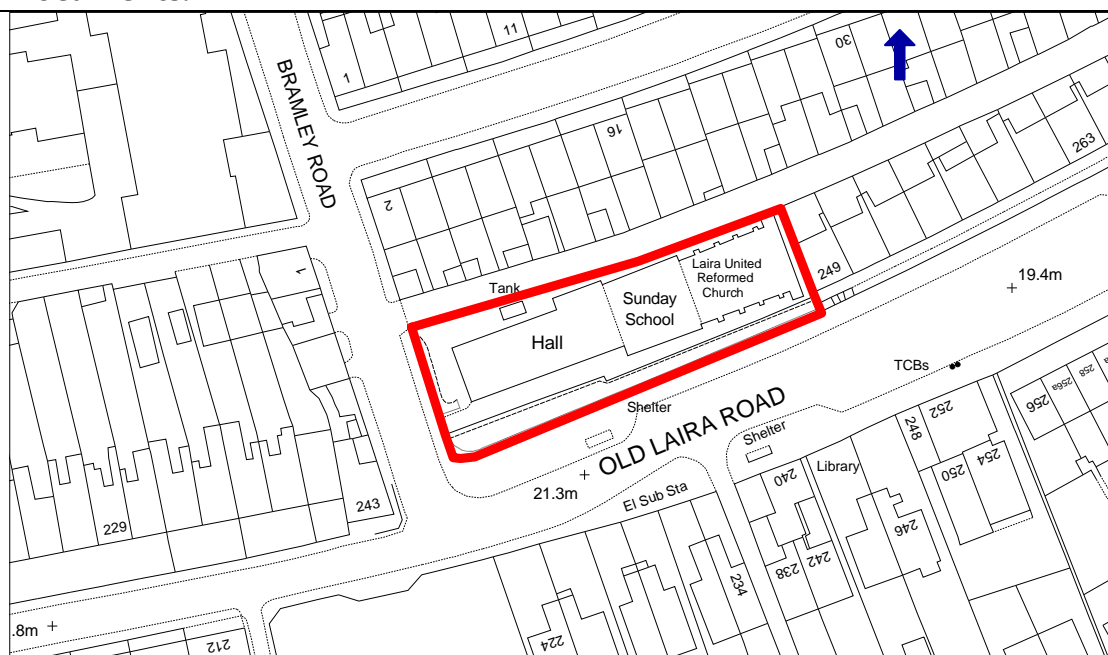 11
30
1
BRAMLEY ROAD
16
263
2
Laira United
Reformed
Church
249
19.4m
1
Tank
Sunday
School
Hall
TCBs
258
256a
256
Shelter
OLD LAIRA ROAD
252
248
Shelter
254
250
240
Library
21.3m
El Sub Sta
243
229
246
242
238
234
.8m
212
224